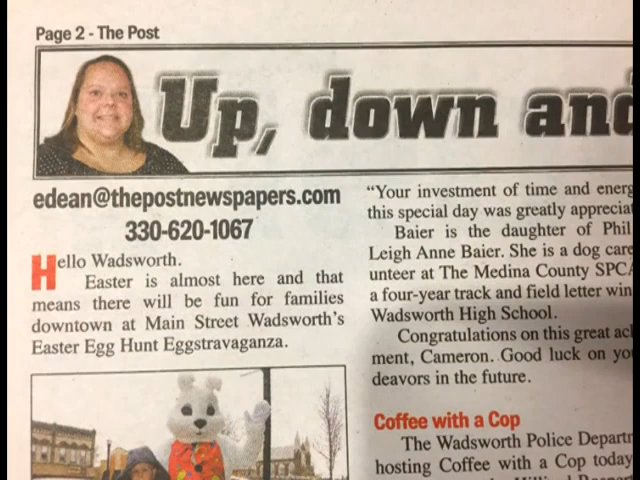 Page 2 - The Post
Up, down and
edean@thepostnewspapers.com
330-620-1067
Hello Wadsworth.
Easter is almost here and that
means there will be fun for families
downtown at Main Street Wadsworth's
Easter Egg Hunt Eggstravaganza.
"Your investment of time and energ
this special day was greatly apprecia
Baier is the daughter of Phil
Leigh Anne Baier. She is a dog care
unteer at The Medina County SPCA
a four-year track and field letter win
Wadsworth High School.
Congratulations on this great ac
ment, Cameron. Good luck on yo
deavors in the future.
Coffee with a Cop
The Wadsworth Police Departm
hosting Coffee with a Cop today